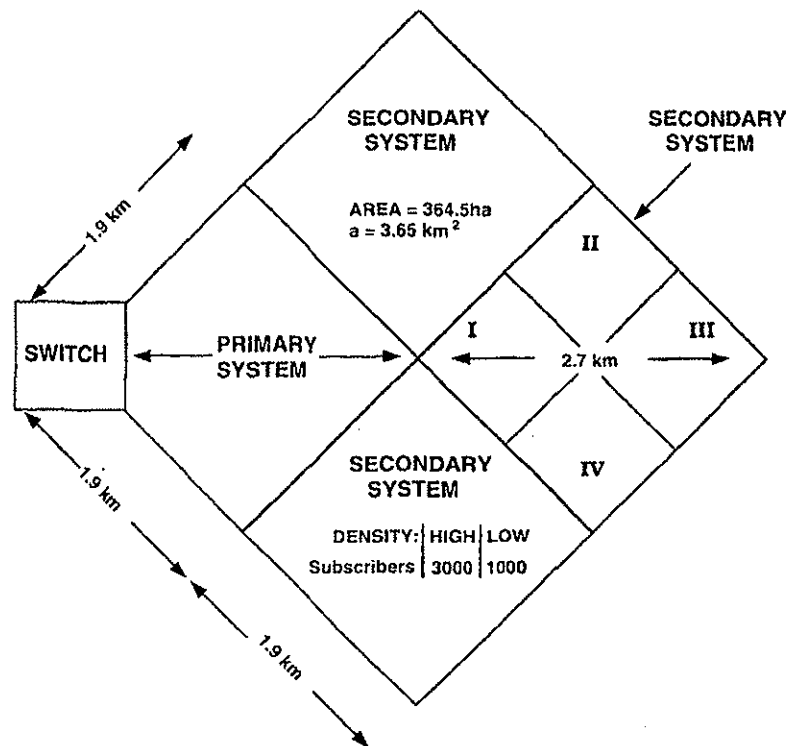 SECONDARY
SYSTEM
SECONDARY
SYSTEM
AREA = 364.5ha
a = 3.65 km²
1.9 km
II
SWITCH
PRIMARY
SYSTEM
I
2.7 km
III
SECONDARY
SYSTEM
IV
DENSITY: HIGH LOW
Subscribers 3000 1000
1.9 km
1.9 km